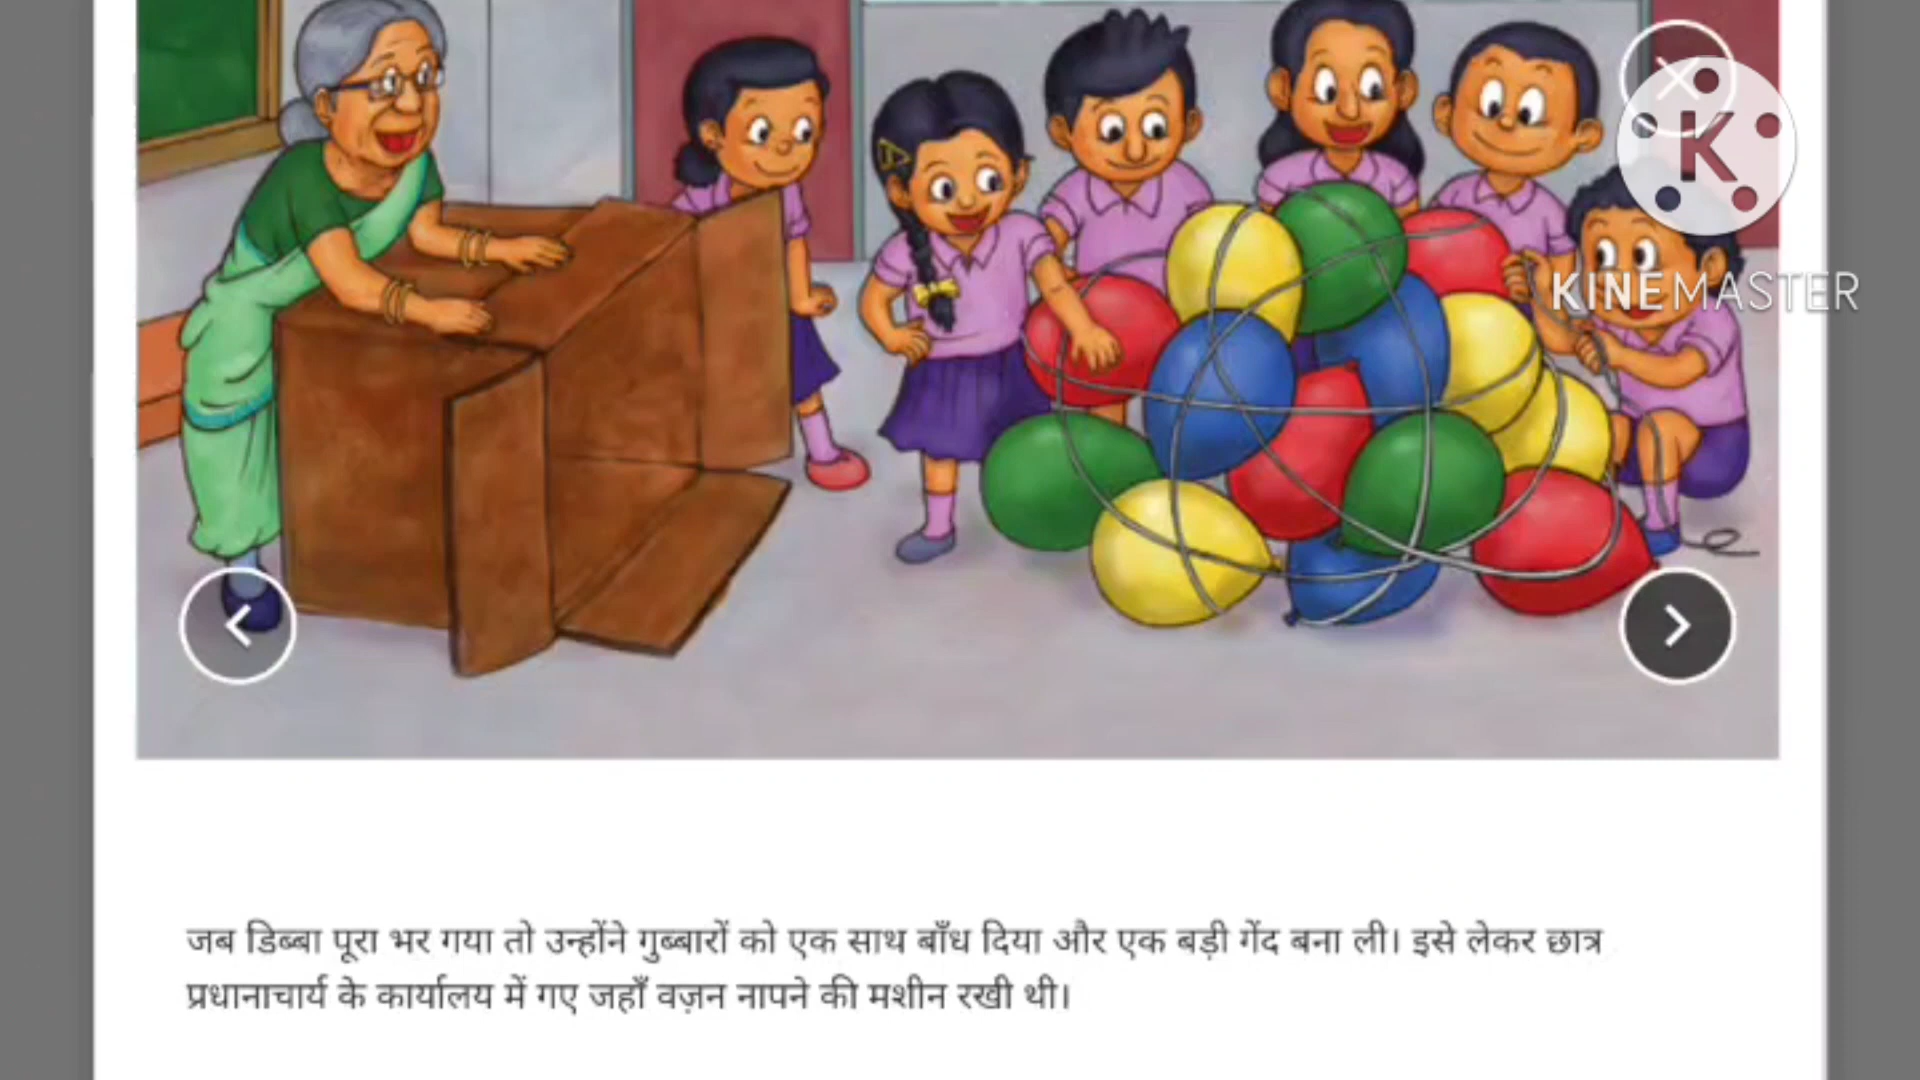 K
KINEMASTER
जब डिब्बा पूरा भर गया तो उन्होंने गुब्बारों को एक साथ बाँध दिया और एक बड़ी गेंद बना ली। इसे लेकर छात्र
प्रधानाचार्य के कार्यालय में गए जहाँ वज़न नापने की मशीन रखी थी।